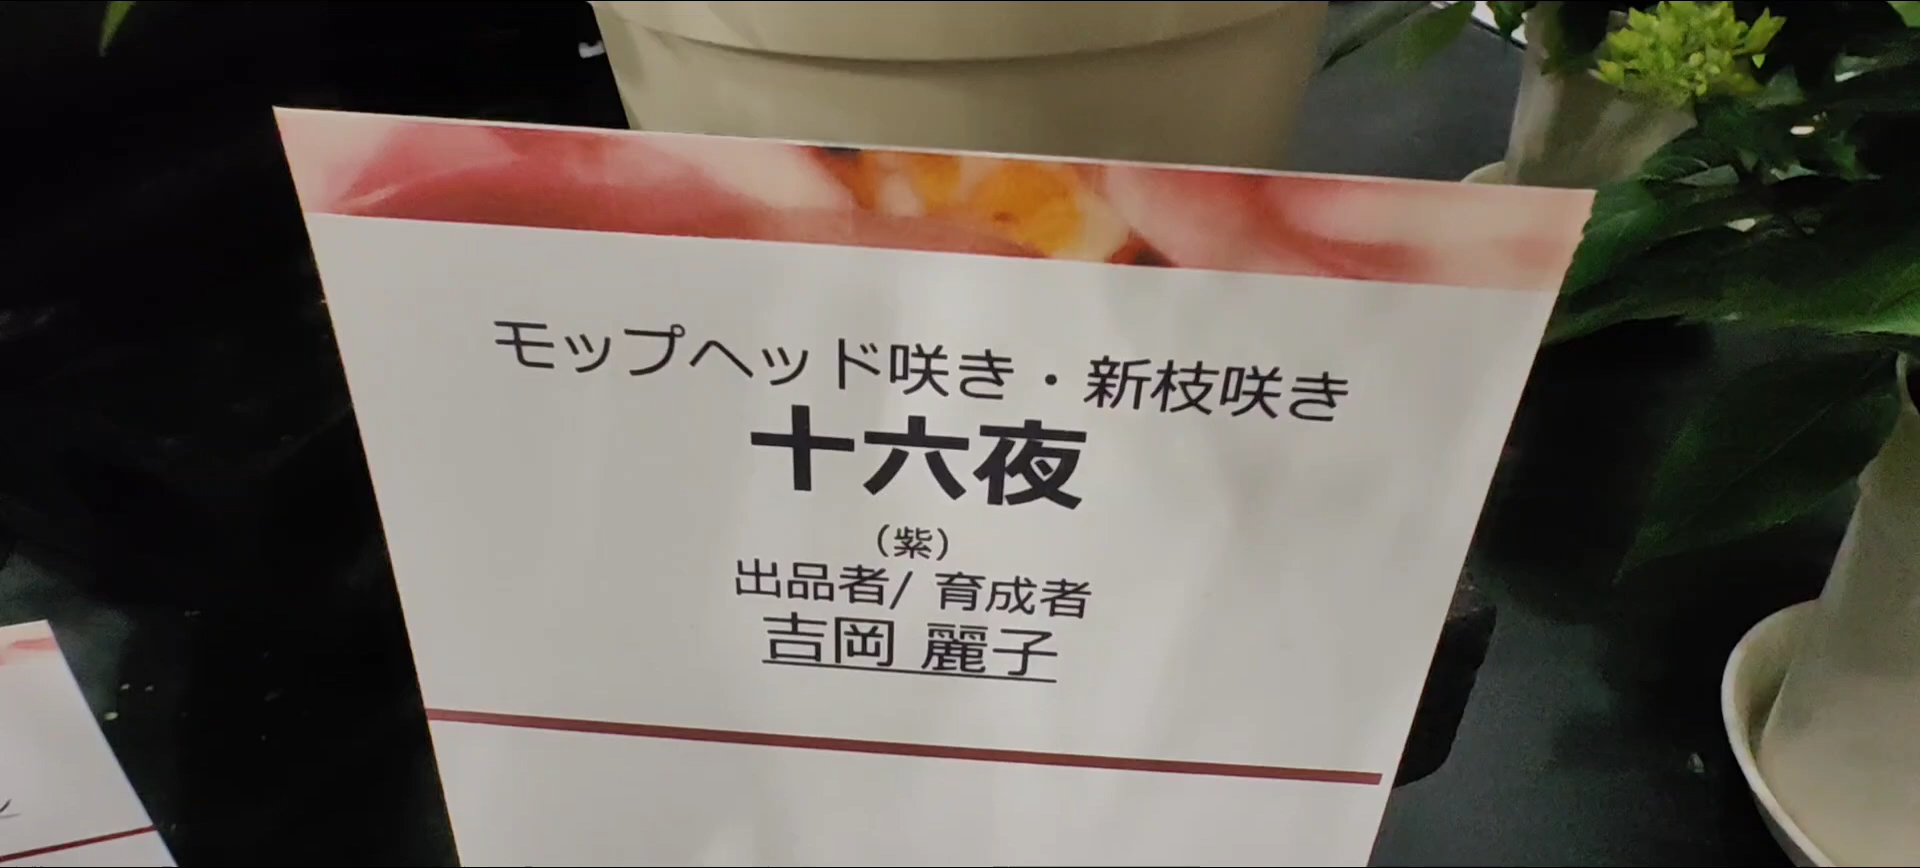 モップヘッド咲き・新枝咲き
十六夜
（紫）
出品者/ 育成者
吉岡 麗子